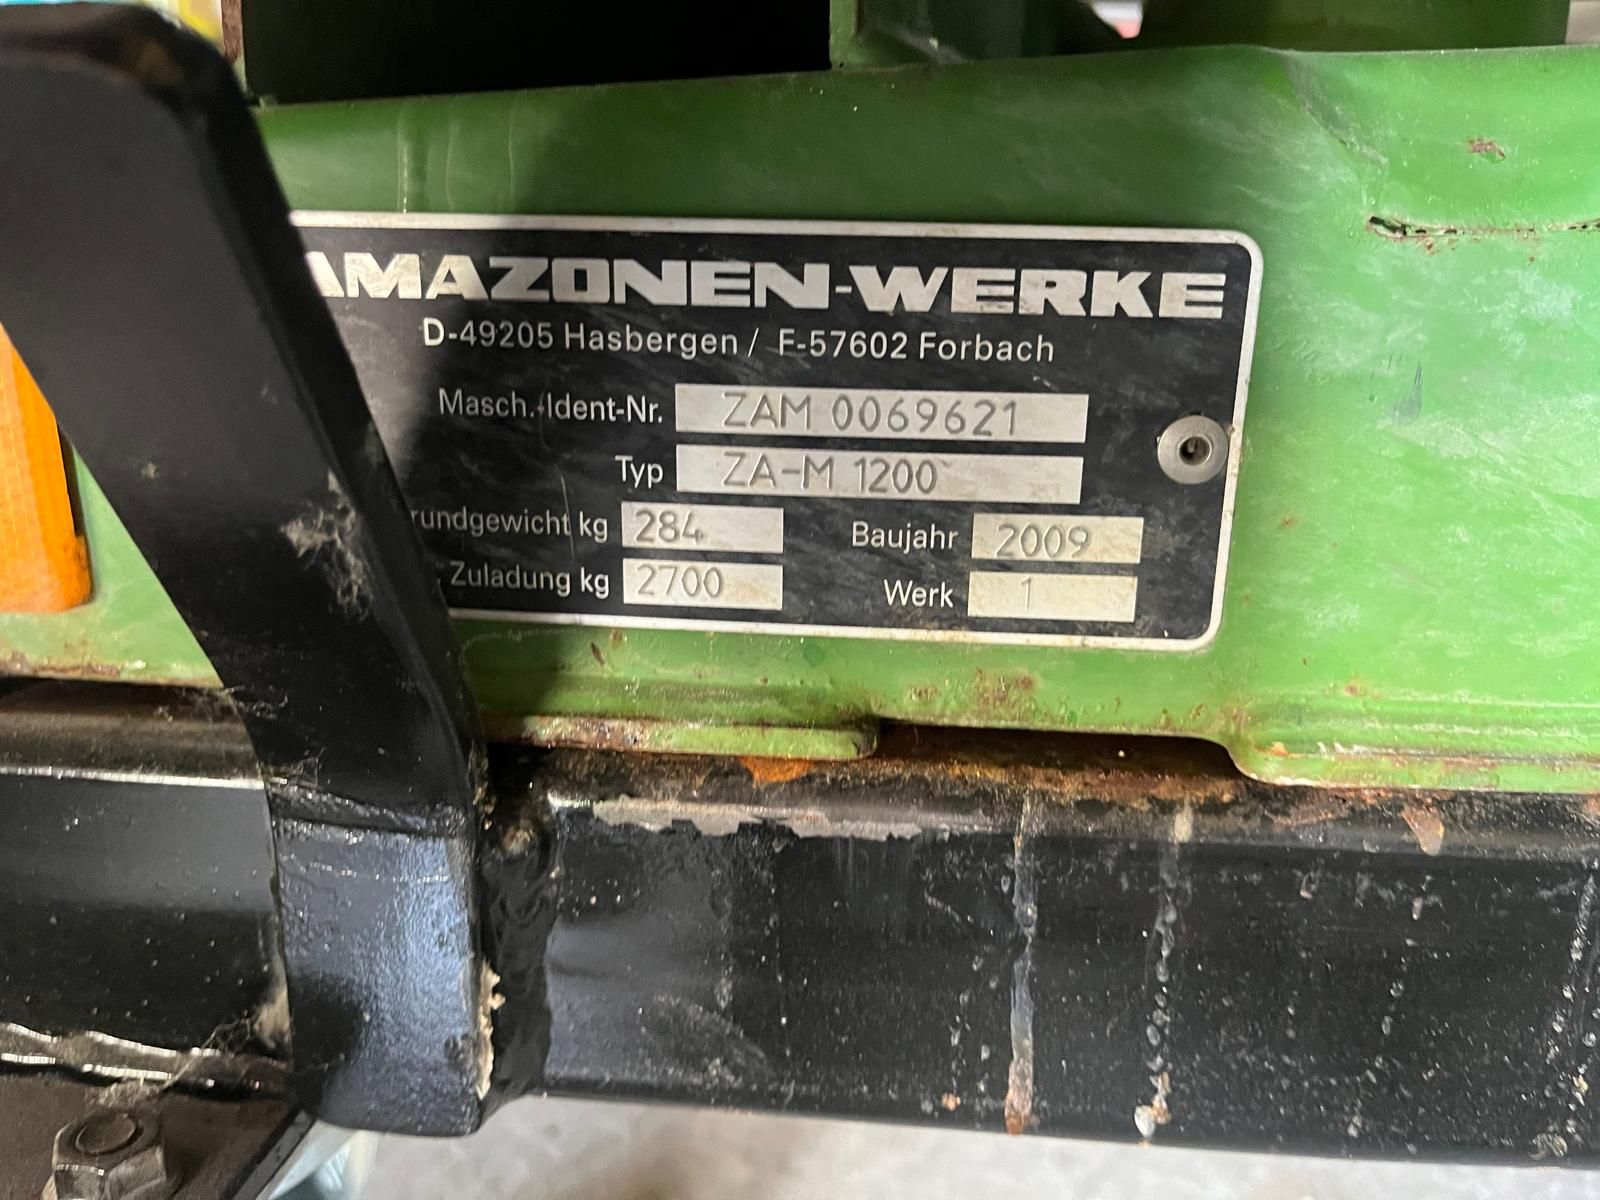 AMAZONEN-WERKE
D-49205 Hasbergen / F-57602 Forbach
Masch.-Ident-Nr. ZAM 0069621
Typ ZA-M 1200
rundgewicht kg 284 Baujahr 2009
Zuladung kg 2700 Werk 1